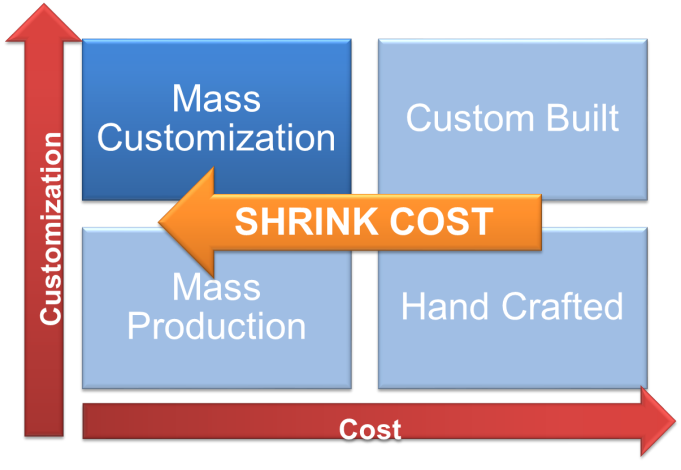 Mass
Customization
Custom Built
SHRINK COST
Mass
Production
Hand Crafted
Customization
Cost